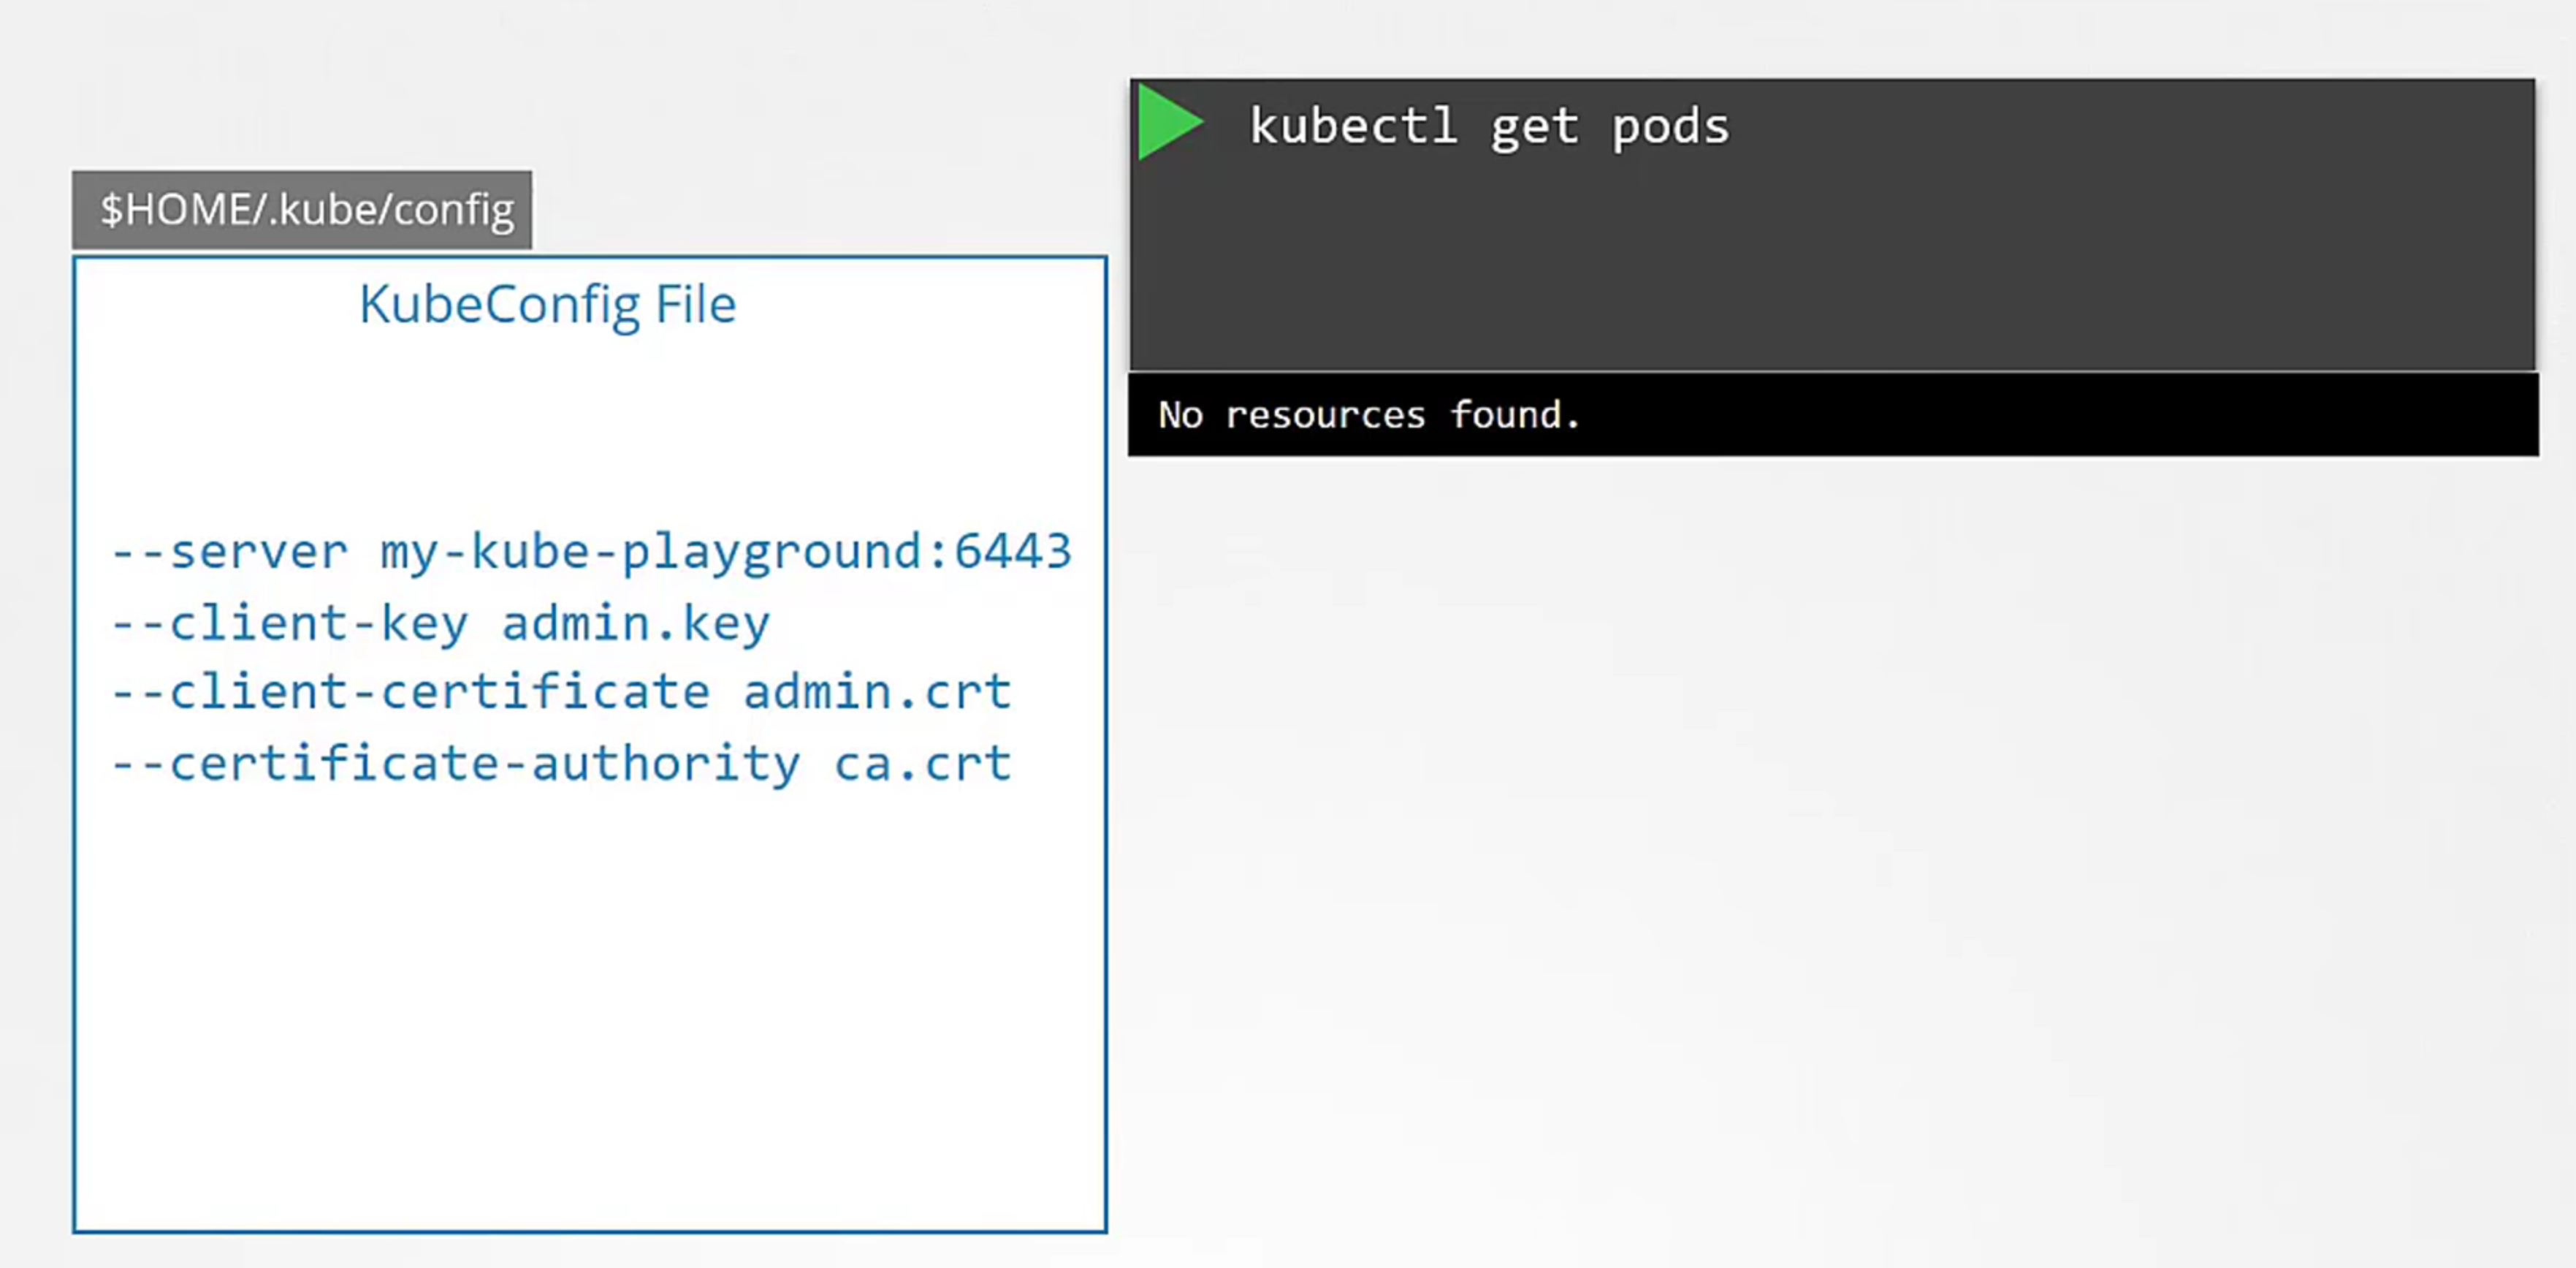 kubectl get pods
$HOME/.kube/config
KubeConfig File
No resources found.
--server my-kube-playground:6443
--client-key admin.key
--client-certificate admin.crt
--certificate-authority ca.crt